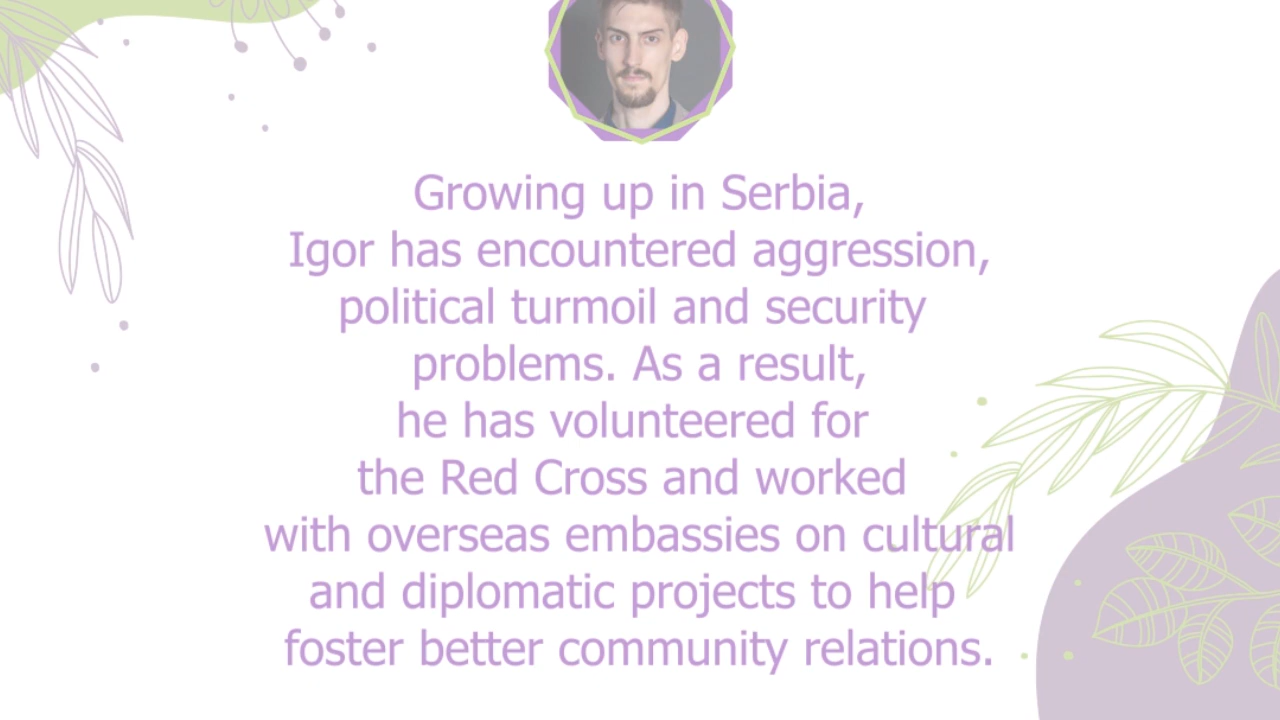 Growing up in Serbia,
Igor has encountered aggression,
political turmoil and security
problems. As a result,
he has volunteered for
the Red Cross and worked
with overseas embassies on cultural
and diplomatic projects to help
foster better community relations.